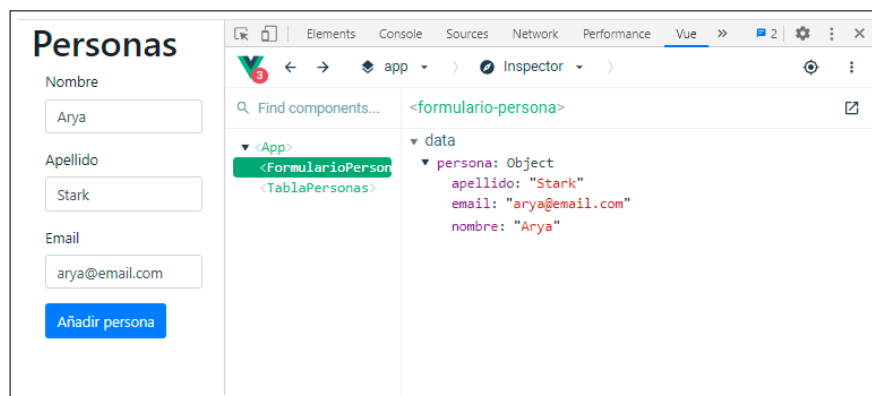 Personas
Nombre
Arya
Apellido
Stark
Email
arya@email.com
Añadir persona
Elements Console Sources Network Performance Vue » 2
3 app Inspector
Find components...
<App>
<FormularioPerson
<TablaPersonas>
<formulario-persona>
data
persona: Object
apellido: "Stark"
email: "arya@email.com"
nombre: "Arya"